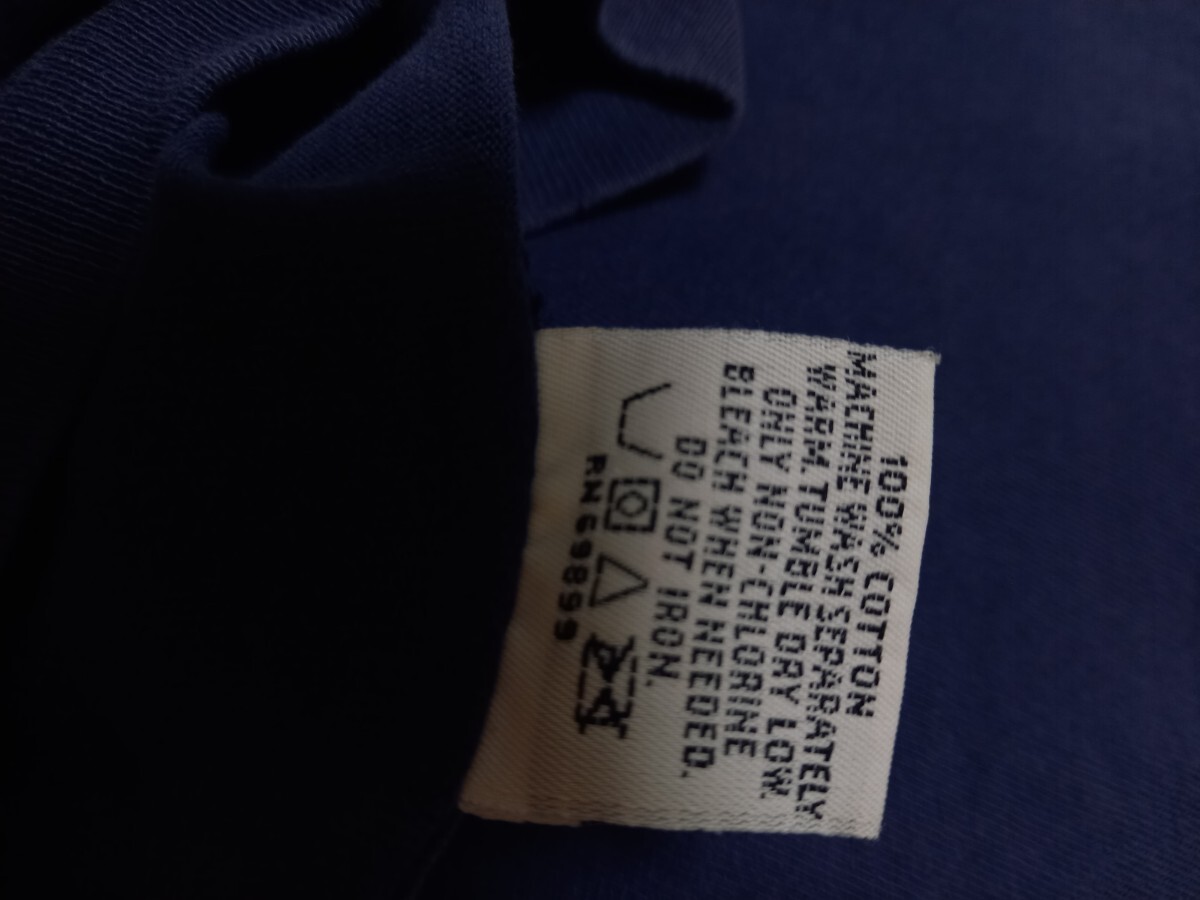 100% COTTON
MACHINE WASH SEPARATELY
WARM. TUMBLE DRY LOW.
ONLY NON-CHLORINE
BLEACH WHEN NEEDED.
DO NOT IRON.
RN69899